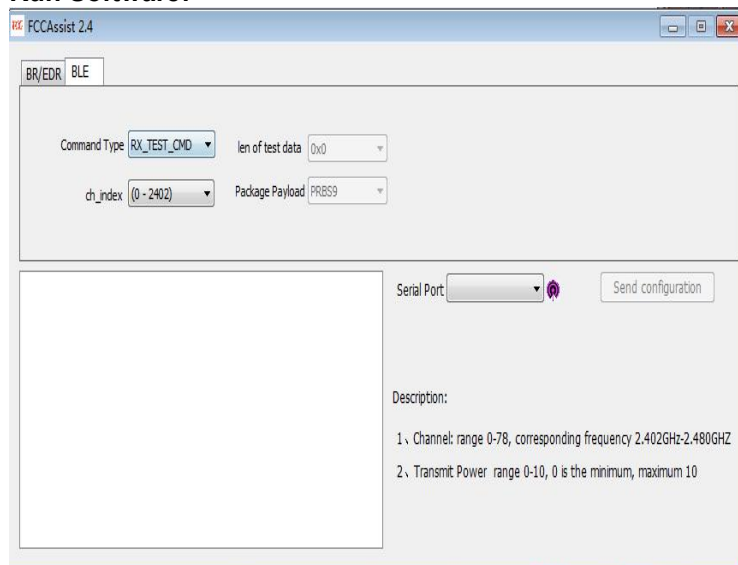 Run Software:
FCCAssist 2.4
BR/EDR BLE
Command Type RX_TEST_CMD len of test data 0x0
ch_index (0 - 2402) Package Payload PRBS9
Serial Port Send configuration
Description:
1、Channel: range 0-78, corresponding frequency 2.402GHz-2.480GHZ
2、Transmit Power range 0-10, 0 is the minimum, maximum 10